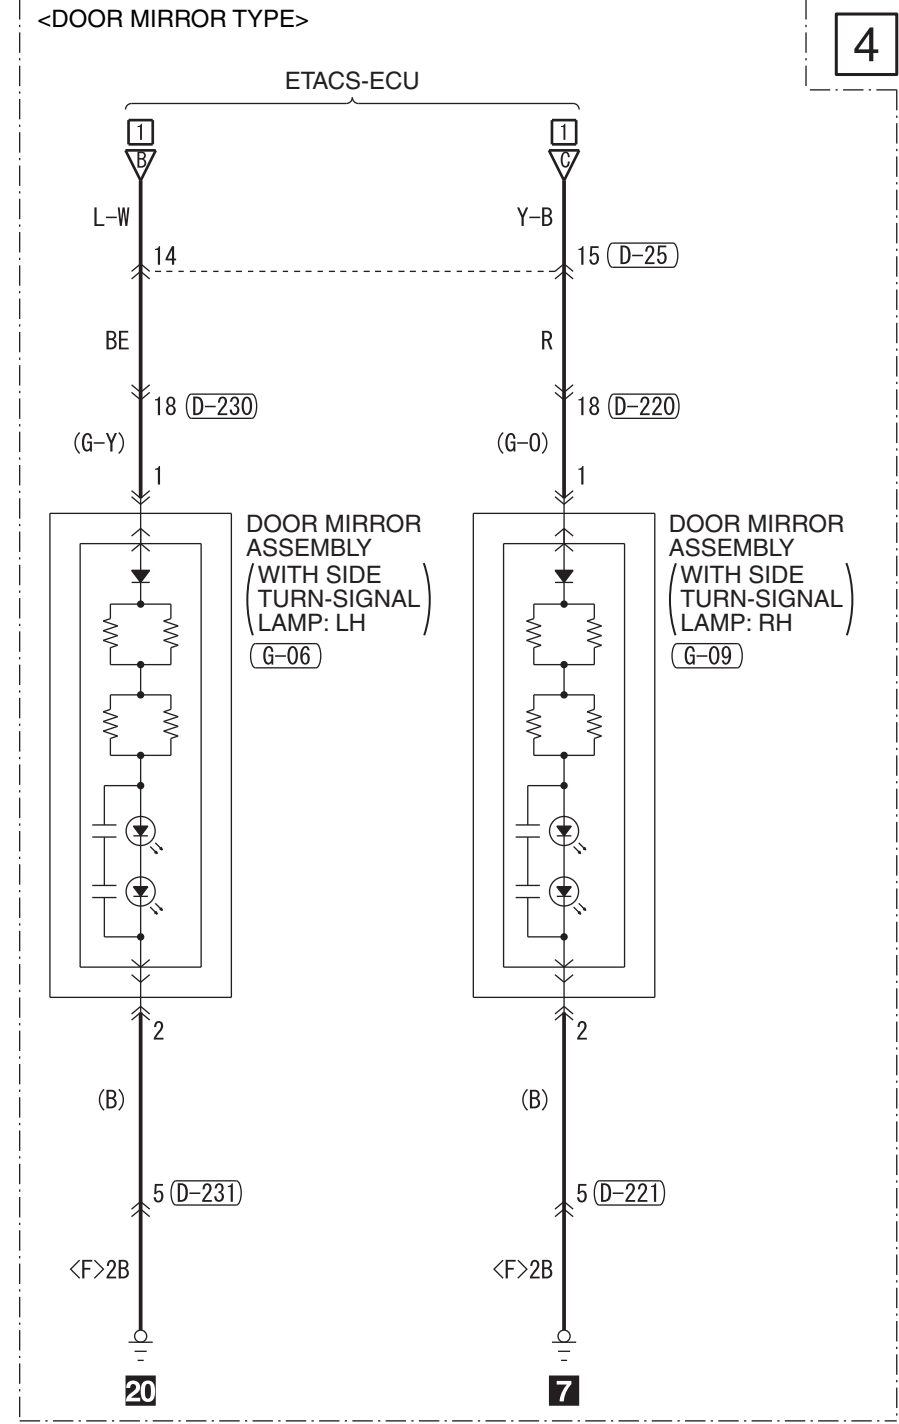 <DOOR MIRROR TYPE>
4
ETACS-ECU
1
1
B
C
L-W
Y-B
14
15 D-25
BE
R
18 D-230
18 D-220
(G-Y)
(G-O)
1
1
DOOR MIRROR
ASSEMBLY
(WITH SIDE
TURN-SIGNAL
LAMP: LH)
G-06
DOOR MIRROR
ASSEMBLY
(WITH SIDE
TURN-SIGNAL
LAMP: RH)
G-09
2
2
(B)
(B)
5 D-231
5 D-221
<F>2B
<F>2B
20
7